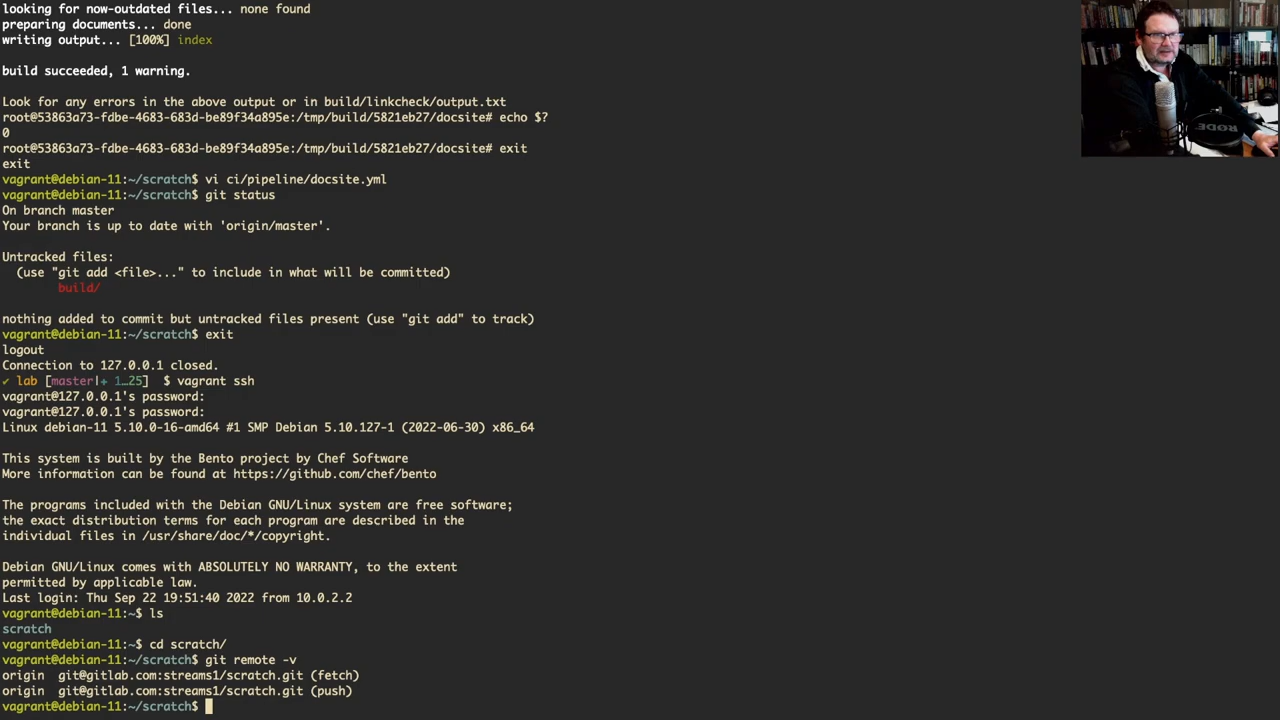 looking for now-outdated files... none found
preparing documents... done
writing output... [100%] index
build succeeded, 1 warning.
Look for any errors in the above output or in build/linkcheck/output.txt
root@53863a73-fdbe-4683-683d-be89f34a895e:/tmp/build/5821eb27/docsite# echo $?
0
root@53863a73-fdbe-4683-683d-be89f34a895e:/tmp/build/5821eb27/docsite# exit
exit
vagrant@debian-11:~/scratch$ vi ci/pipeline/docsite.yml
vagrant@debian-11:~/scratch$ git status
On branch master
Your branch is up to date with 'origin/master'.
Untracked files:
(use "git add <file>..." to include in what will be committed)
build/
nothing added to commit but untracked files present (use "git add" to track)
vagrant@debian-11:~/scratch$ exit
logout
Connection to 127.0.0.1 closed.
✔ lab [master|+ 1…25] $ vagrant ssh
vagrant@127.0.0.1's password:
vagrant@127.0.0.1's password:
Linux debian-11 5.10.0-16-amd64 #1 SMP Debian 5.10.127-1 (2022-06-30) x86_64
This system is built by the Bento project by Chef Software
More information can be found at https://github.com/chef/bento
The programs included with the Debian GNU/Linux system are free software;
the exact distribution terms for each program are described in the
individual files in /usr/share/doc/*/copyright.
Debian GNU/Linux comes with ABSOLUTELY NO WARRANTY, to the extent
permitted by applicable law.
Last login: Thu Sep 22 19:51:40 2022 from 10.0.2.2
vagrant@debian-11:~$ ls
scratch
vagrant@debian-11:~$ cd scratch/
vagrant@debian-11:~/scratch$ git remote -v
origin git@gitlab.com:streams1/scratch.git (fetch)
origin git@gitlab.com:streams1/scratch.git (push)
vagrant@debian-11:~/scratch$
RODE